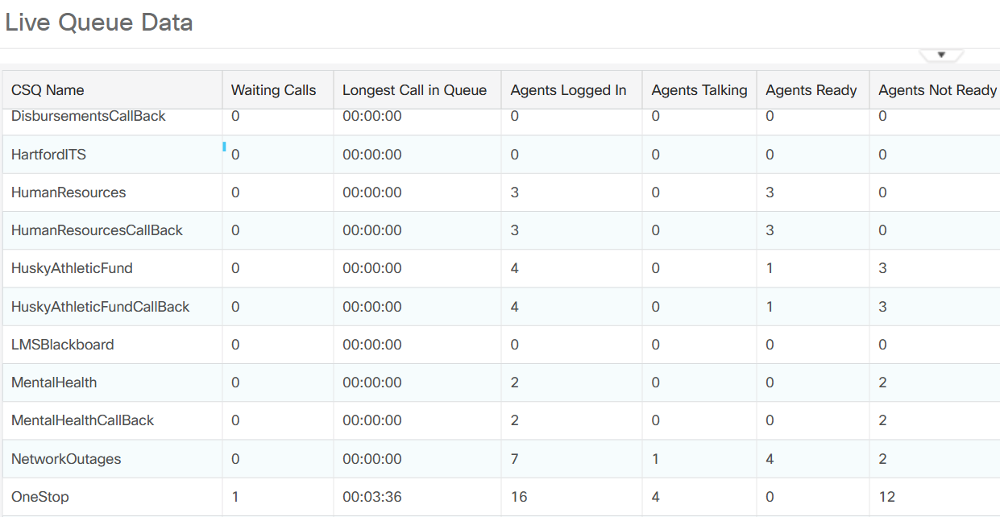 Live Queue Data
CSQ Name Waiting Calls Longest Call in Queue Agents Logged In Agents Talking Agents Ready Agents Not Ready
DisbursementsCallBack 0 00:00:00 0 0 0 0
HartfordITS 0 00:00:00 0 0 0 0
HumanResources 0 00:00:00 3 0 3 0
HumanResourcesCallBack 0 00:00:00 3 0 3 0
HuskyAthleticFund 0 00:00:00 4 0 1 3
HuskyAthleticFundCallBack 0 00:00:00 4 0 1 3
LMSBlackboard 0 00:00:00 0 0 0 0
MentalHealth 0 00:00:00 2 0 0 2
MentalHealthCallBack 0 00:00:00 2 0 0 2
NetworkOutages 0 00:00:00 7 1 4 2
OneStop 1 00:03:36 16 4 0 12